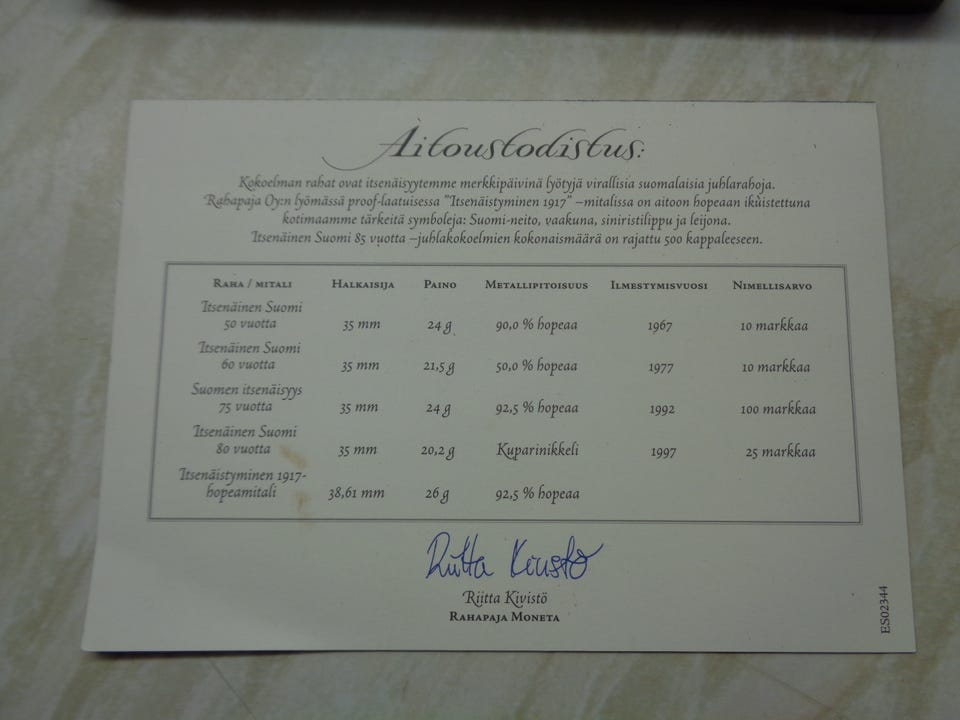 Aitoustodistus:
Kokoelman rahat ovat itsenäisyytemme merkkipäivinä lyötyjä virallisia suomalaisia juhlarahoja.
Rahapaja Oy:n lyömässä proof-laatuisessa "Itsenäistyminen 1917" –mitalissa on aitoon hopeaan ikuistettuna
kotimaamme tärkeitä symboleja: Suomi-neito, vaakuna, siniristilippu ja leijona.
Itsenäinen Suomi 85 vuotta –juhlakokoelmien kokonaismäärä on rajattu 500 kappaleeseen.
Raha / mitali Halkaisija Paino Metallipitoisuus Ilmestymisvuosi Nimellisarvo
Itsenäinen Suomi
50 vuotta 35 mm 24 g 90,0 % hopeaa 1967 10 markkaa
Itsenäinen Suomi
60 vuotta 35 mm 21,5 g 50,0 % hopeaa 1977 10 markkaa
Suomen itsenäisyys
75 vuotta 35 mm 24 g 92,5 % hopeaa 1992 100 markkaa
Itsenäinen Suomi
80 vuotta 35 mm 20,2 g Kuparinikkeli 1997 25 markkaa
Itsenäistyminen 1917-
hopeamitali 38,61 mm 26 g 92,5 % hopeaa
Riitta Kivistö
Riitta Kivistö
Rahapaja Moneta
ES02344